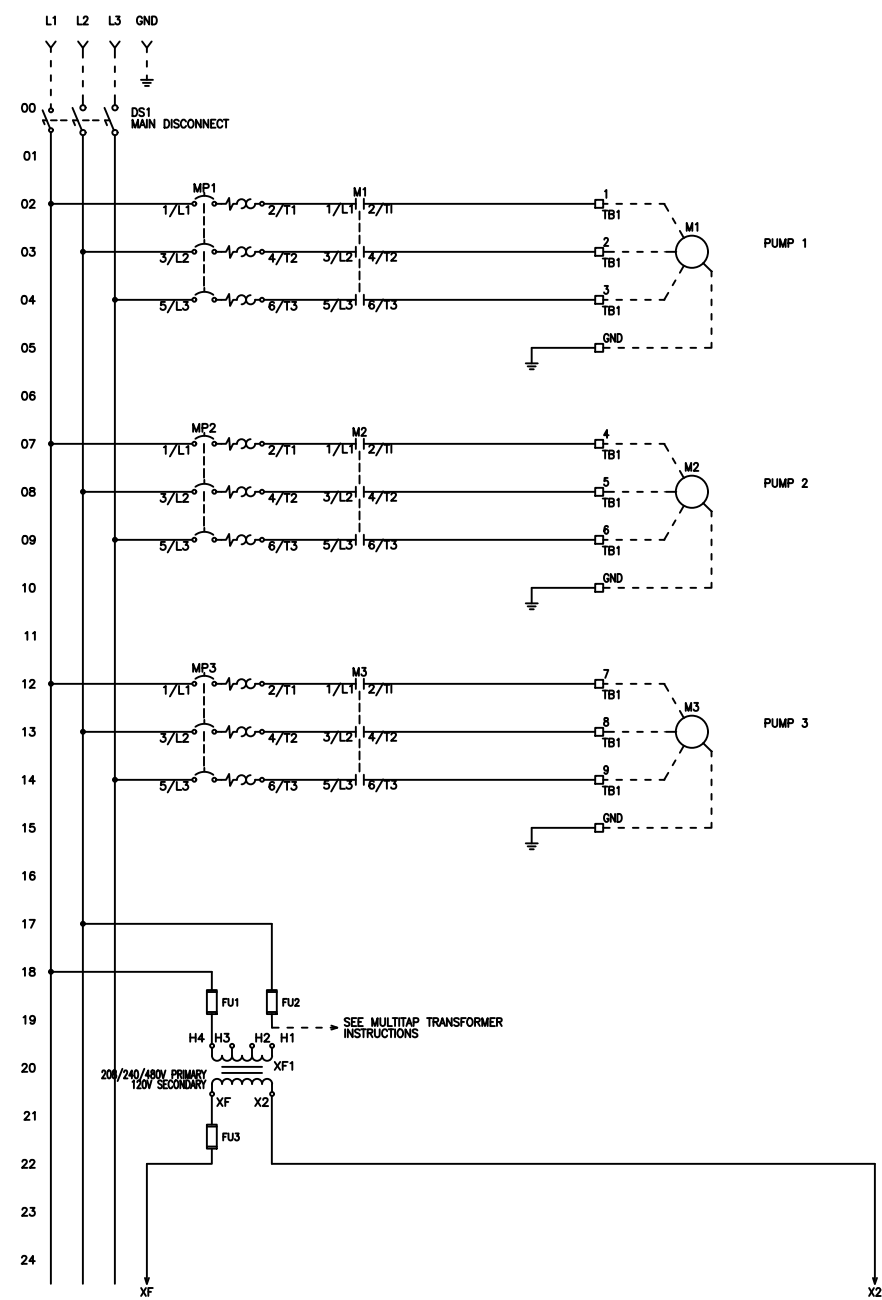 L1 L2 L3 GND
00 DS1
MAIN DISCONNECT
01
MP1 M1 1
02 1/L1 2/T1 1/L1 2/TI TB1 M1
03 3/L2 4/T2 3/L2 4/T2 2 TB1 PUMP 1
04 5/L3 6/T3 5/L3 6/T3 3 TB1
05 GND
06
MP2 M2 4
07 1/L1 2/T1 1/L1 2/TI TB1 M2
08 3/L2 4/T2 3/L2 4/T2 5 TB1 PUMP 2
09 5/L3 6/T3 5/L3 6/T3 6 TB1
10 GND
11
MP3 M3 7
12 1/L1 2/T1 1/L1 2/TI TB1 M3
13 3/L2 4/T2 3/L2 4/T2 8 TB1 PUMP 3
14 5/L3 6/T3 5/L3 6/T3 9 TB1
15 GND
16
17
18
FU1 FU2
19 SEE MULTITAP TRANSFORMER
INSTRUCTIONS
H4 H3 H2 H1
20 208/240/480V PRIMARY XF1
120V SECONDARY
XF X2
21
FU3
22
23
24
XF X2